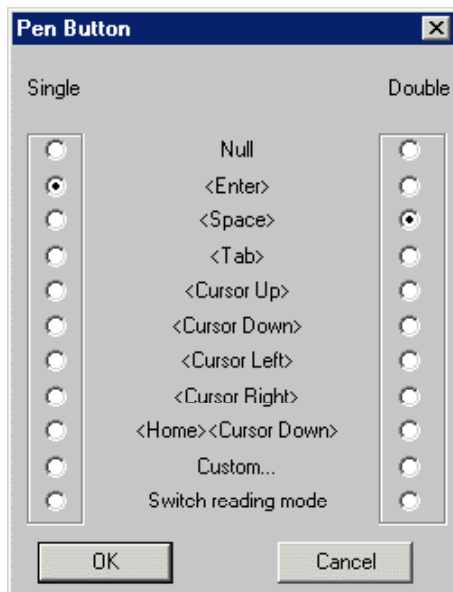 Pen Button
Single Double
Null
<Enter>
<Space>
<Tab>
<Cursor Up>
<Cursor Down>
<Cursor Left>
<Cursor Right>
<Home><Cursor Down>
Custom...
Switch reading mode
OK Cancel